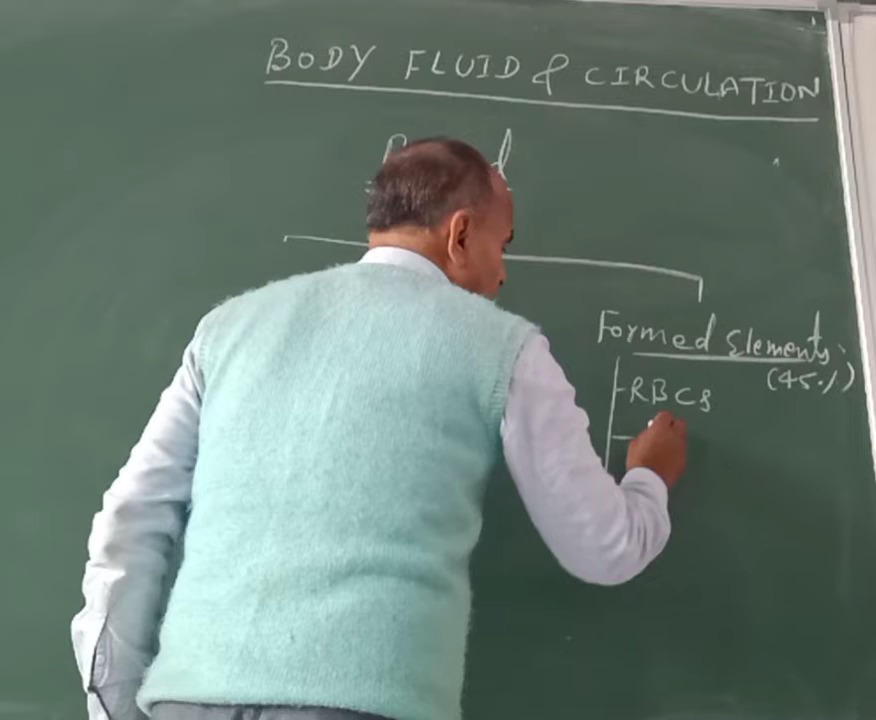 BODY FLUID & CIRCULATION
Formed Elements
(45%)
RBCs